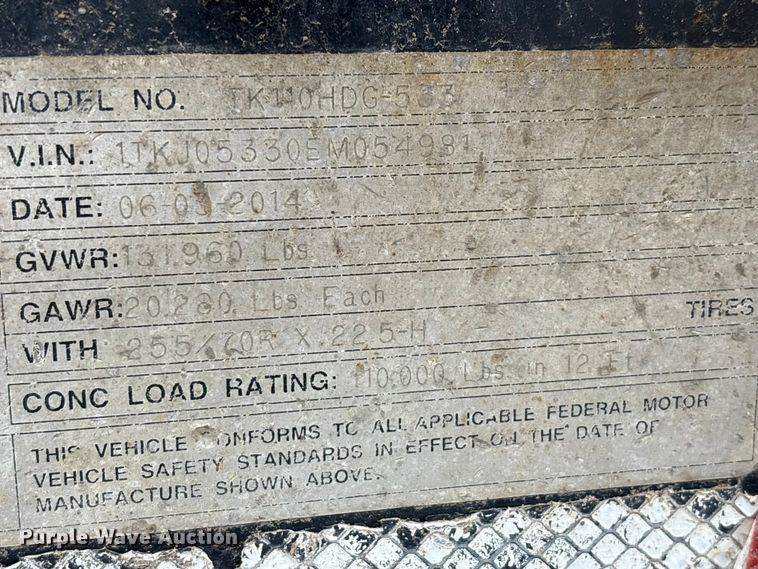 MODEL NO. TK110HDG-533
V.I.N.: 1TKJ05330EM054981
DATE: 06-03-2014
GVWR: 131,960 Lbs
GAWR: 20,280 Lbs Each
WITH 255/70R X 22.5-H TIRES
CONC LOAD RATING: 110,000 Lbs in 12 Ft.
THIS VEHICLE CONFORMS TO ALL APPLICABLE FEDERAL MOTOR
VEHICLE SAFETY STANDARDS IN EFFECT ON THE DATE OF
MANUFACTURE SHOWN ABOVE.
Purple Wave Auction